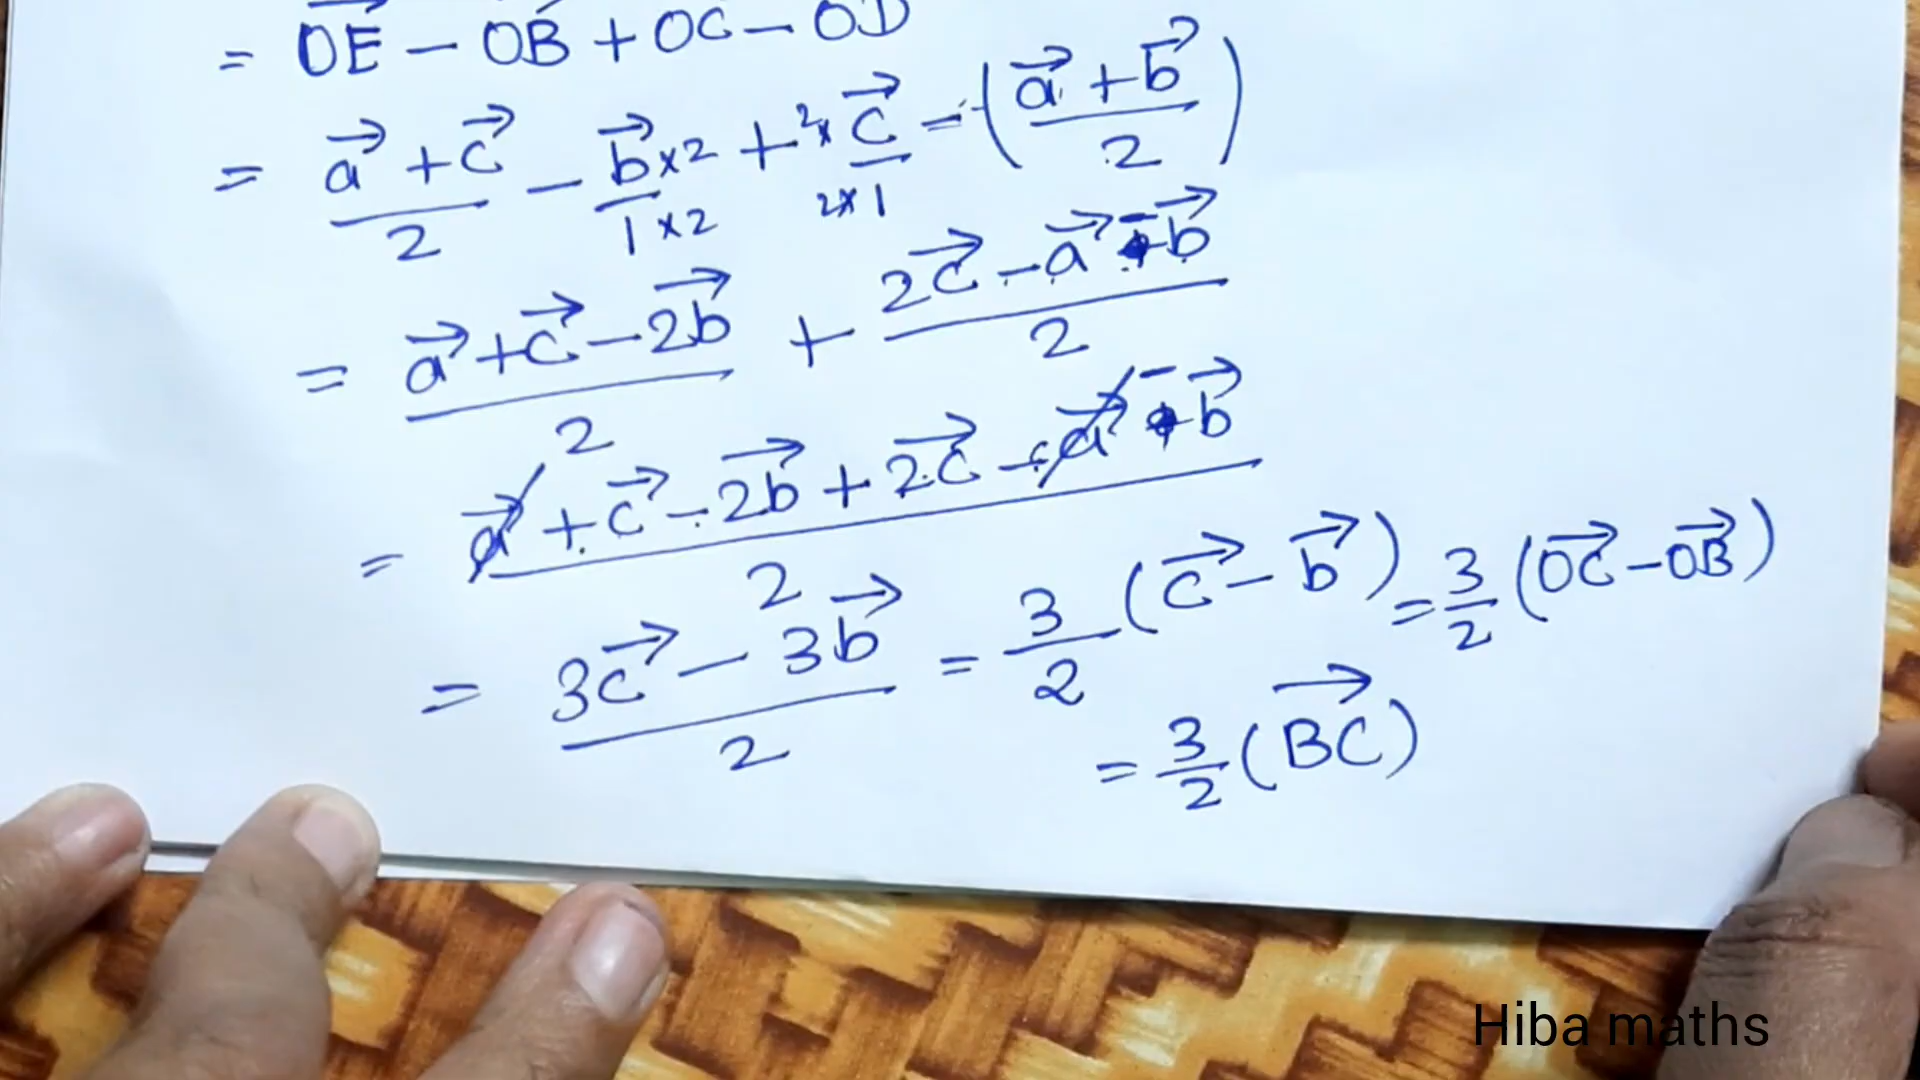 = OE⃗ − OB⃗ + OC⃗ − OD⃗
= (a⃗ + c⃗)/2 − (b⃗ ×2)/(1 ×2) + (2× c⃗)/(2×1) − ((a⃗ + b⃗)/2)
= (a⃗ + c⃗ − 2b⃗)/2 + (2c⃗ − a⃗ − b⃗)/2
= (a⃗ + c⃗ − 2b⃗ + 2c⃗ − a⃗ − b⃗)/2
= (3c⃗ − 3b⃗)/2 = 3/2 (c⃗ − b⃗) = 3/2 (OC⃗ − OB⃗)
= 3/2 (BC⃗)
Hiba maths